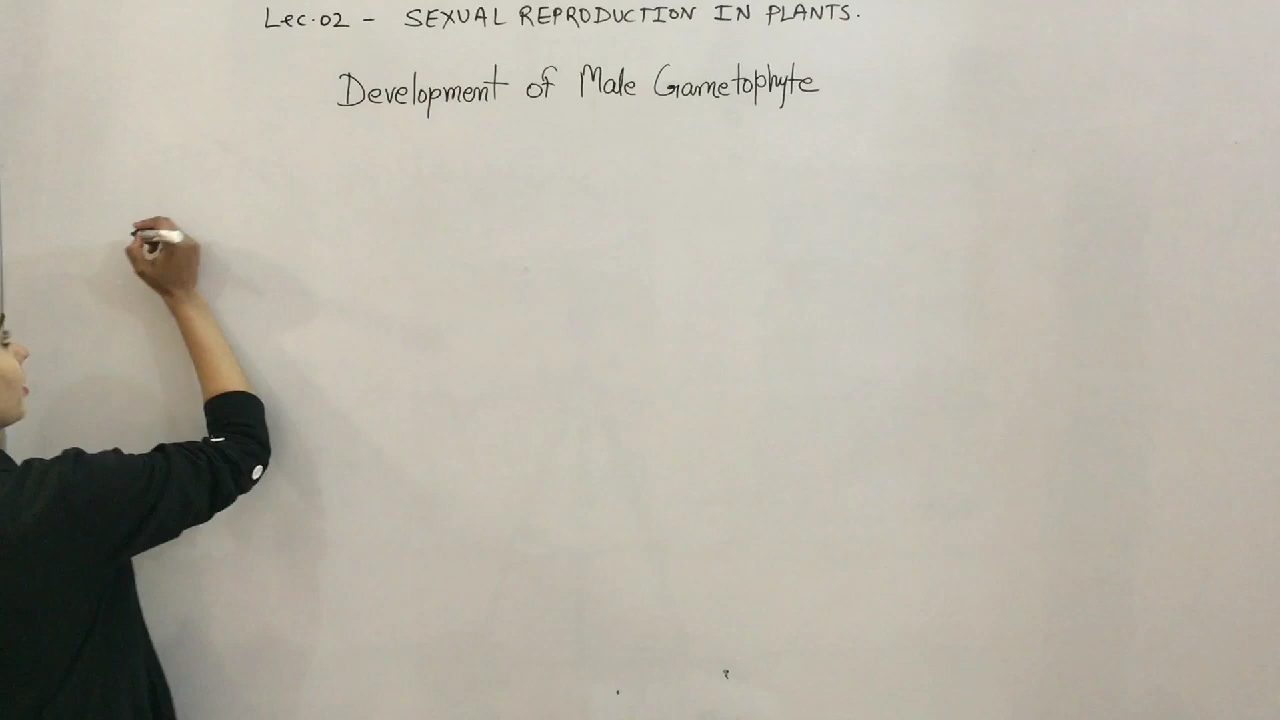 Lec.02 - SEXUAL REPRODUCTION IN PLANTS.
Development of Male Gametophyte